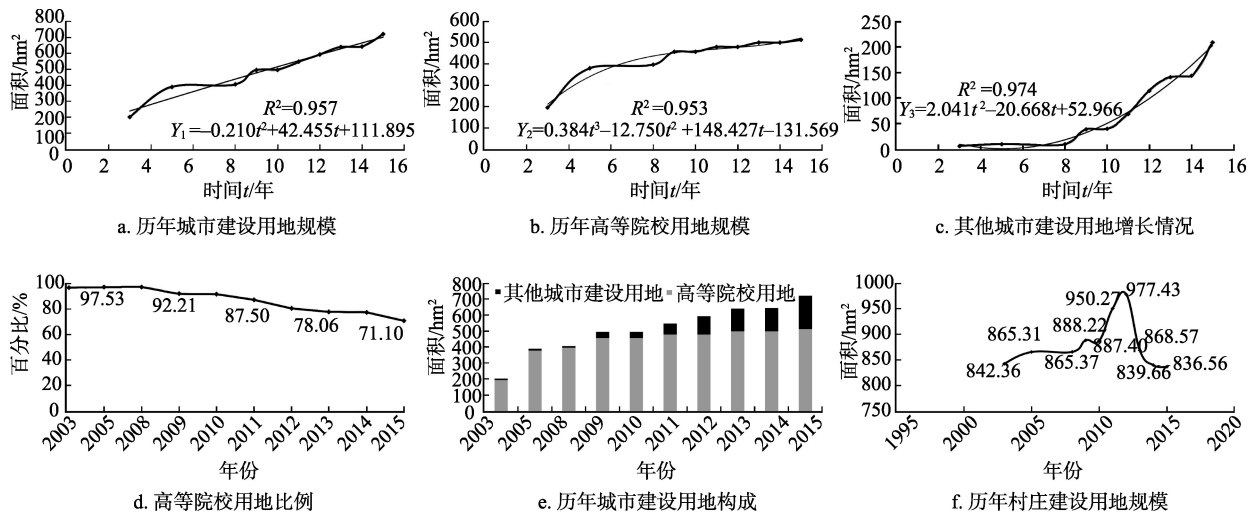 面积/hm²
800
700
600
500
400
300
200
100
0
R²=0.957
Y₁=–0.210t²+42.455t+111.895
0 2 4 6 8 10 12 14 16
时间t/年
a. 历年城市建设用地规模
面积/hm²
600
500
400
300
200
100
0
R²=0.953
Y₂=0.384t³–12.750t²+148.427t–131.569
0 2 4 6 8 10 12 14 16
时间t/年
b. 历年高等院校用地规模
面积/hm²
250
200
150
100
50
0
R²=0.974
Y₃=2.041t²–20.668t+52.966
0 2 4 6 8 10 12 14 16
时间t/年
c. 其他城市建设用地增长情况
百分比/%
100
80
60
40
20
0
97.53
92.21
87.50
78.06
71.10
2003 2005 2008 2009 2010 2011 2012 2013 2014 2015
年份
d. 高等院校用地比例
面积/hm²
800
700
600
500
400
300
200
100
0
其他城市建设用地 高等院校用地
2003 2005 2008 2009 2010 2011 2012 2013 2014 2015
年份
e. 历年城市建设用地构成
面积/hm²
1000
950
900
850
800
750
842.36
865.31
865.37
888.22
887.40
950.27
977.43
868.57
839.66
836.56
1995 2000 2005 2010 2015 2020
年份
f. 历年村庄建设用地规模